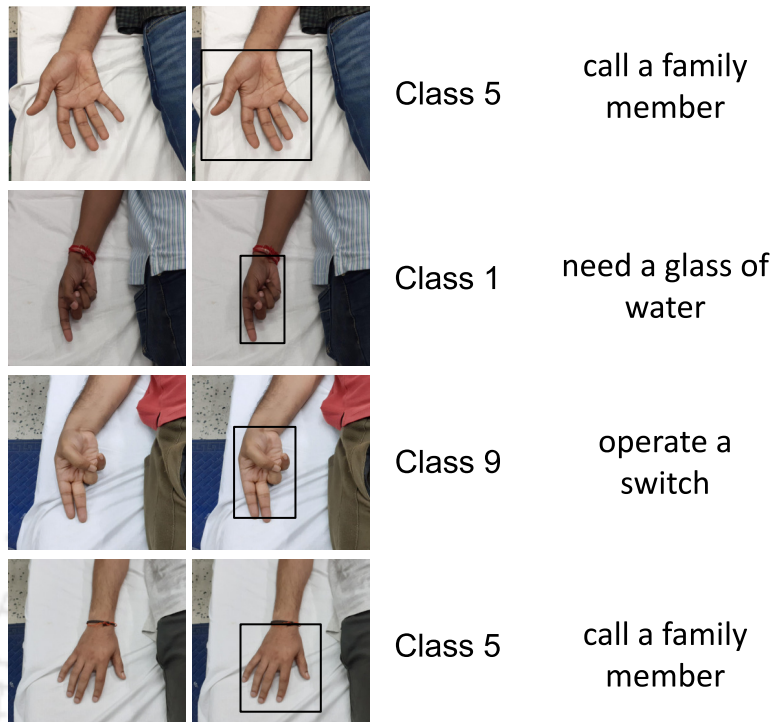 Class 5
call a family
member
Class 1
need a glass of
water
Class 9
operate a
switch
Class 5
call a family
member